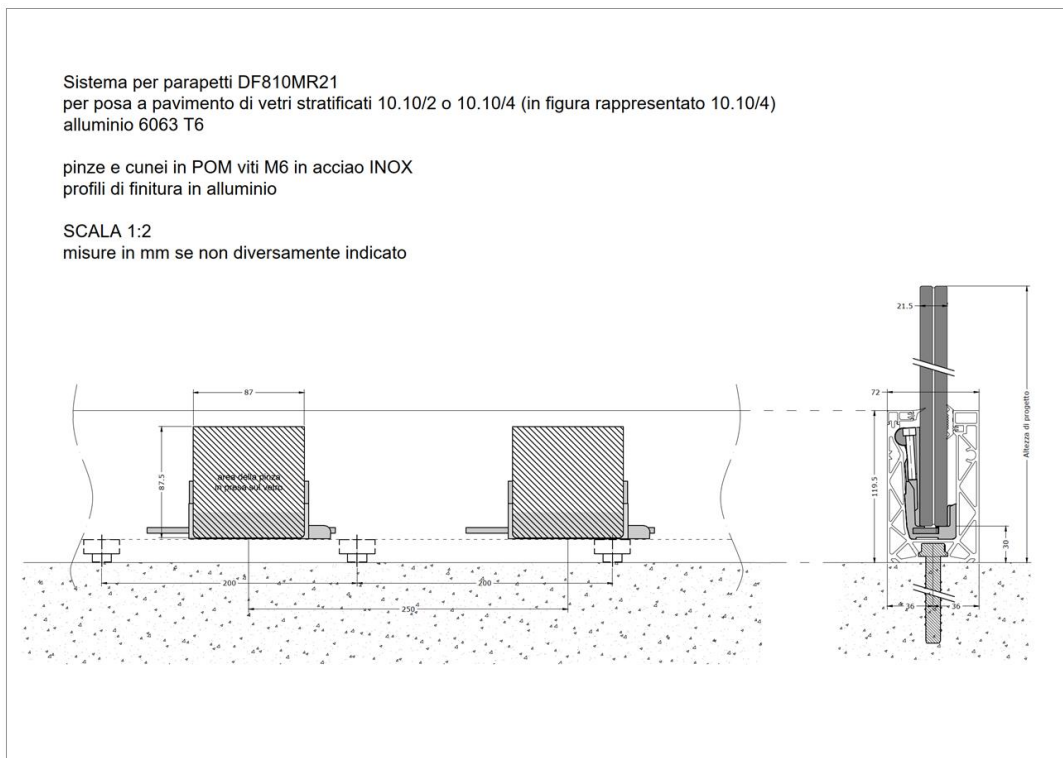 Sistema per parapetti DF810MR21
per posa a pavimento di vetri stratificati 10.10/2 o 10.10/4 (in figura rappresentato 10.10/4)
alluminio 6063 T6
pinze e cunei in POM viti M6 in acciao INOX
profili di finitura in alluminio
SCALA 1:2
misure in mm se non diversamente indicato
21.5
87
72
87.5
area della pinza
in presa sul vetro
119.5
Altezza di progetto
30
200
200
250
36
36